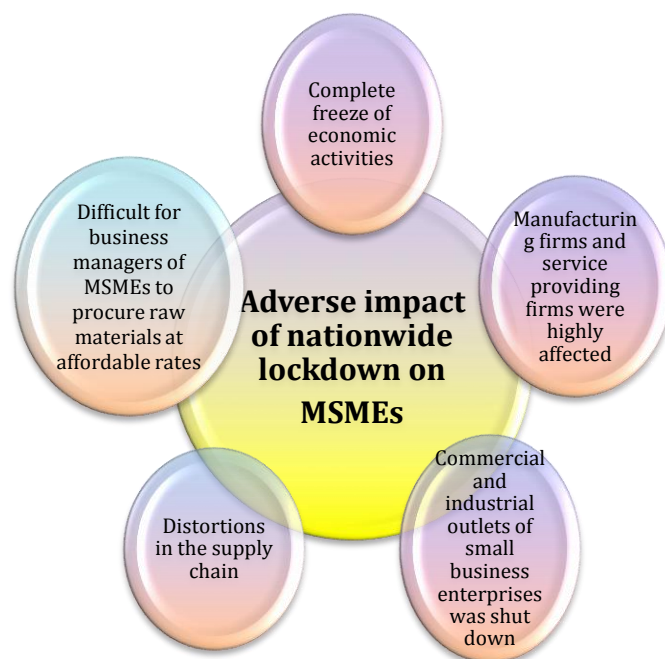 Complete
freeze of
economic
activities
Manufacturin
g firms and
service
providing
firms were
highly
affected
Commercial
and
industrial
outlets of
small
business
enterprises
was shut
down
Distortions
in the supply
chain
Difficult for
business
managers of
MSMEs to
procure raw
materials at
affordable rates
Adverse impact
of nationwide
lockdown on
MSMEs